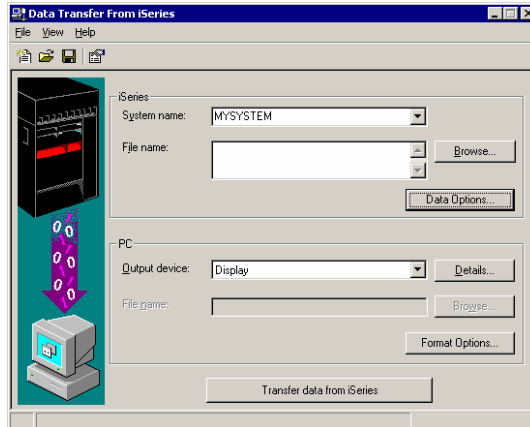 Data Transfer From iSeries
File View Help
iSeries
System name: MYSYSTEM
File name: Browse...
Data Options...
PC
Output device: Display Details...
File name: Browse...
Format Options...
Transfer data from iSeries